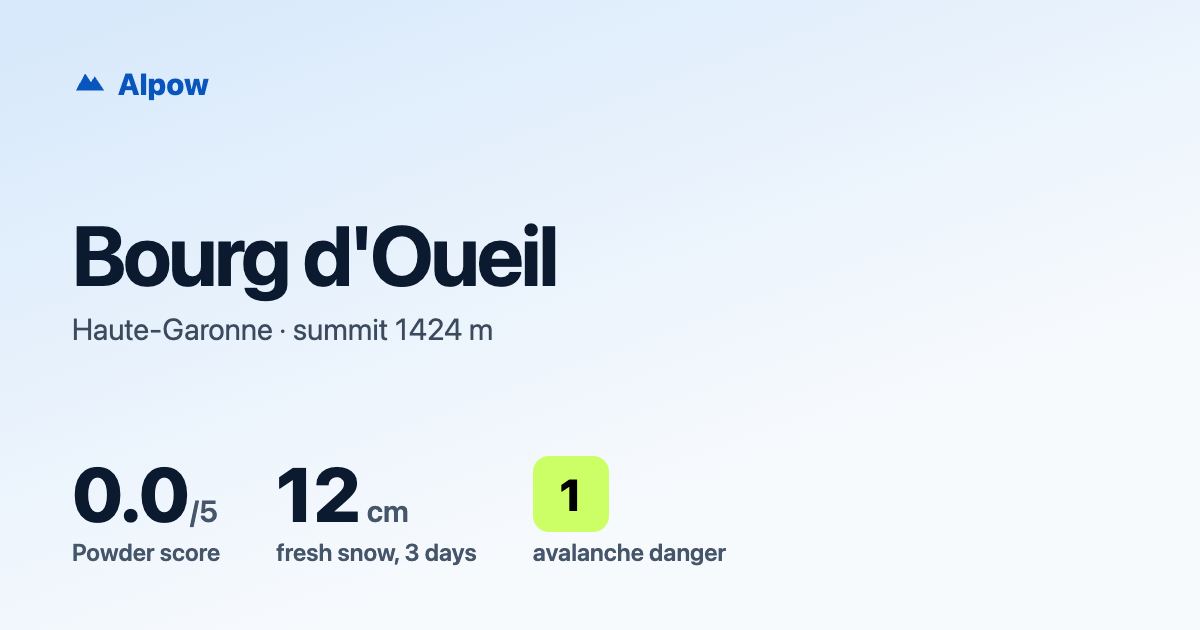 Alpow
Bourg d'Oueil
Haute-Garonne · summit 1424 m
0.0/5
Powder score
12 cm
fresh snow, 3 days
1
avalanche danger